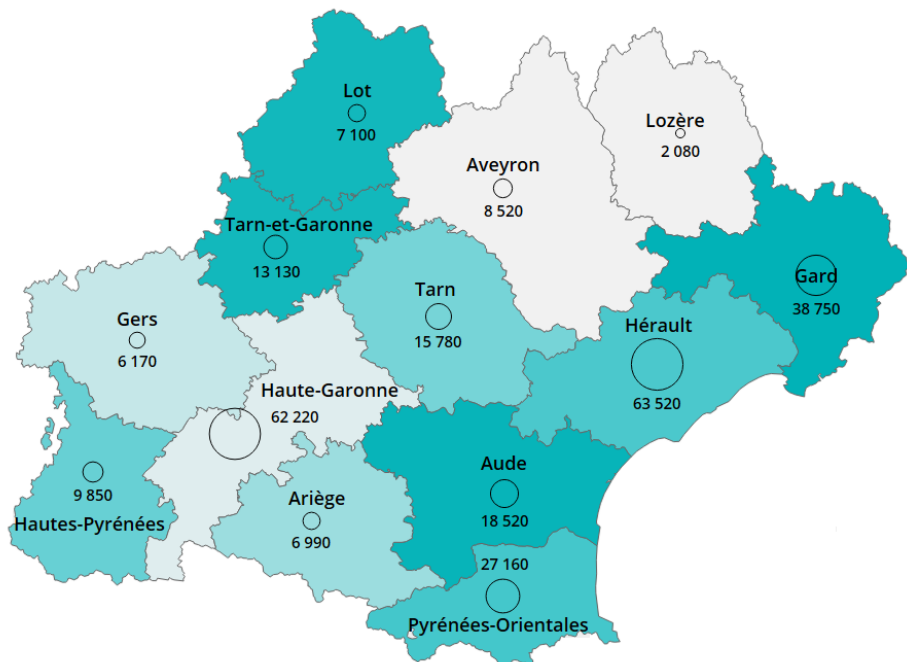 Lot
7 100
Lozère
2 080
Aveyron
8 520
Tarn-et-Garonne
13 130
Gard
38 750
Tarn
15 780
Gers
6 170
Hérault
63 520
Haute-Garonne
62 220
Aude
18 520
9 850
Hautes-Pyrénées
Ariège
6 990
27 160
Pyrénées-Orientales